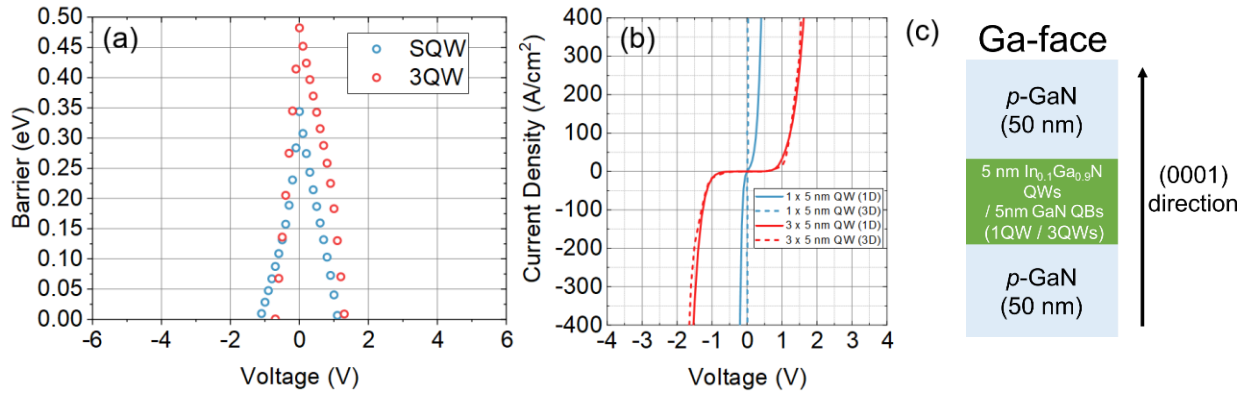 (a)
SQW
3QW
0.50
0.45
0.40
0.35
0.30
0.25
0.20
0.15
0.10
0.05
0.00
Barrier (eV)
-6
-4
-2
0
2
4
6
Voltage (V)
(b)
400
300
200
100
0
-100
-200
-300
-400
Current Density (A/cm²)
1 x 5 nm QW (1D)
1 x 5 nm QW (3D)
3 x 5 nm QW (1D)
3 x 5 nm QW (3D)
-4
-3
-2
-1
0
1
2
3
4
Voltage (V)
(c)
Ga-face
p-GaN
(50 nm)
5 nm In₀.₁Ga₀.₉N
QWs
/ 5nm GaN QBs
(1QW / 3QWs)
p-GaN
(50 nm)
(0001)
direction